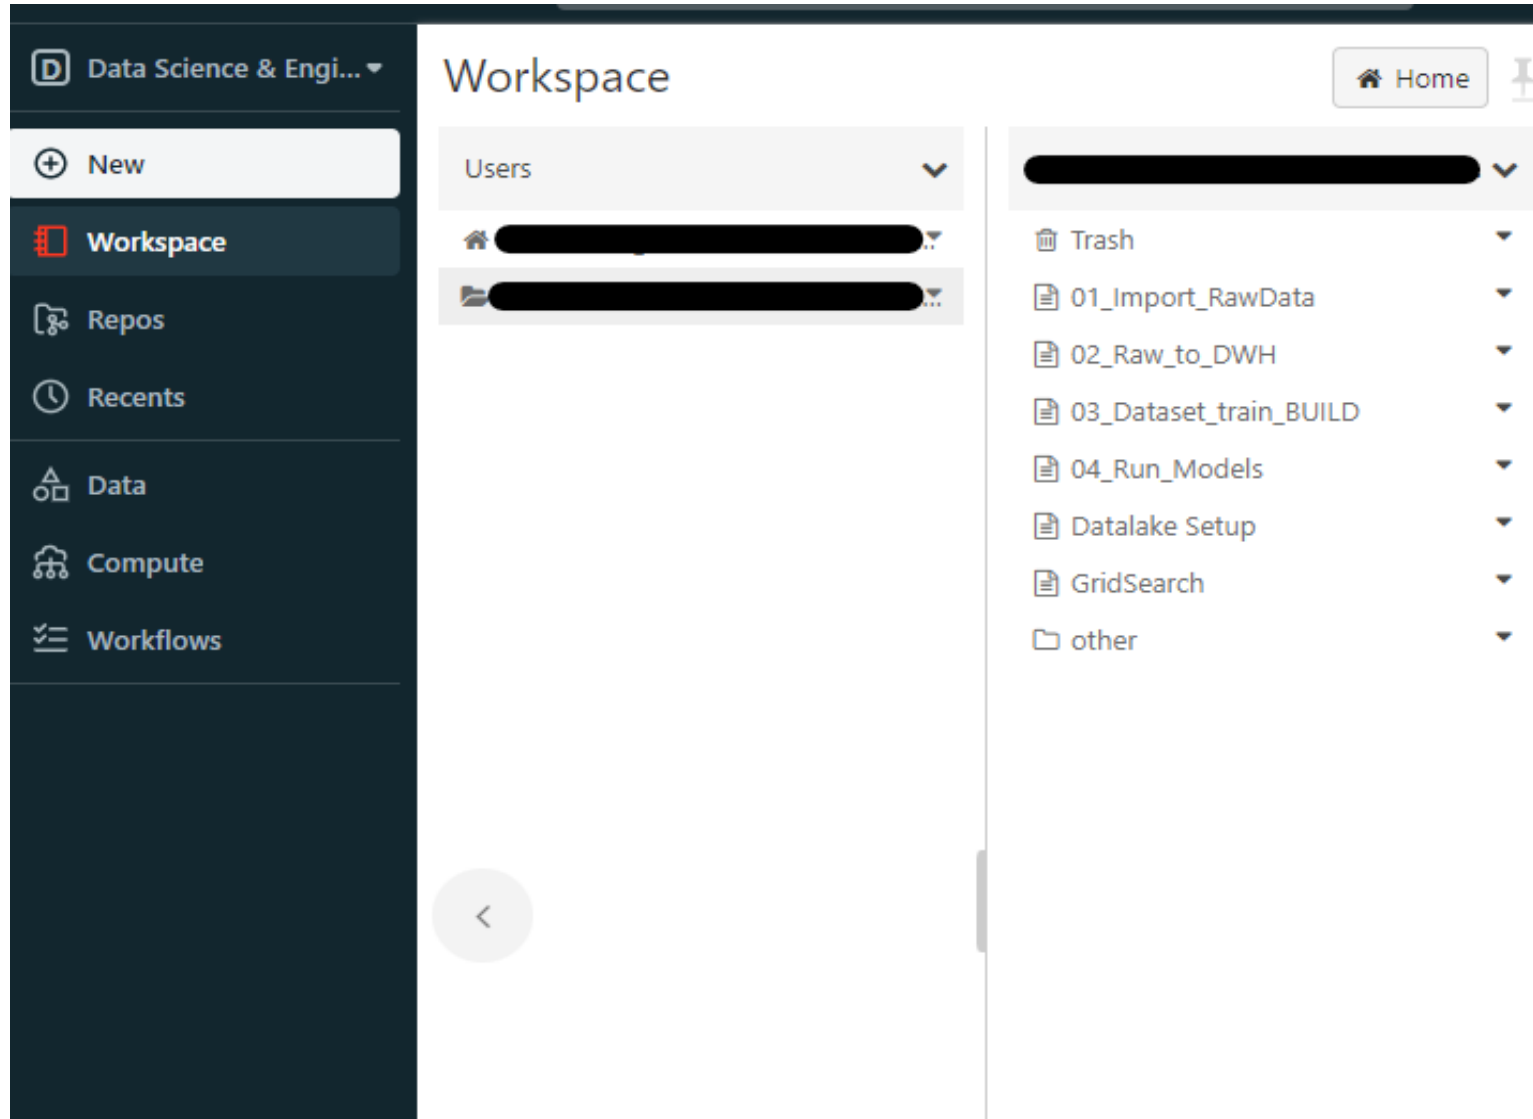 Data Science & Engi...
New
Workspace
Repos
Recents
Data
Compute
Workflows
Workspace
Home
Users
Trash
01_Import_RawData
02_Raw_to_DWH
03_Dataset_train_BUILD
04_Run_Models
Datalake Setup
GridSearch
other